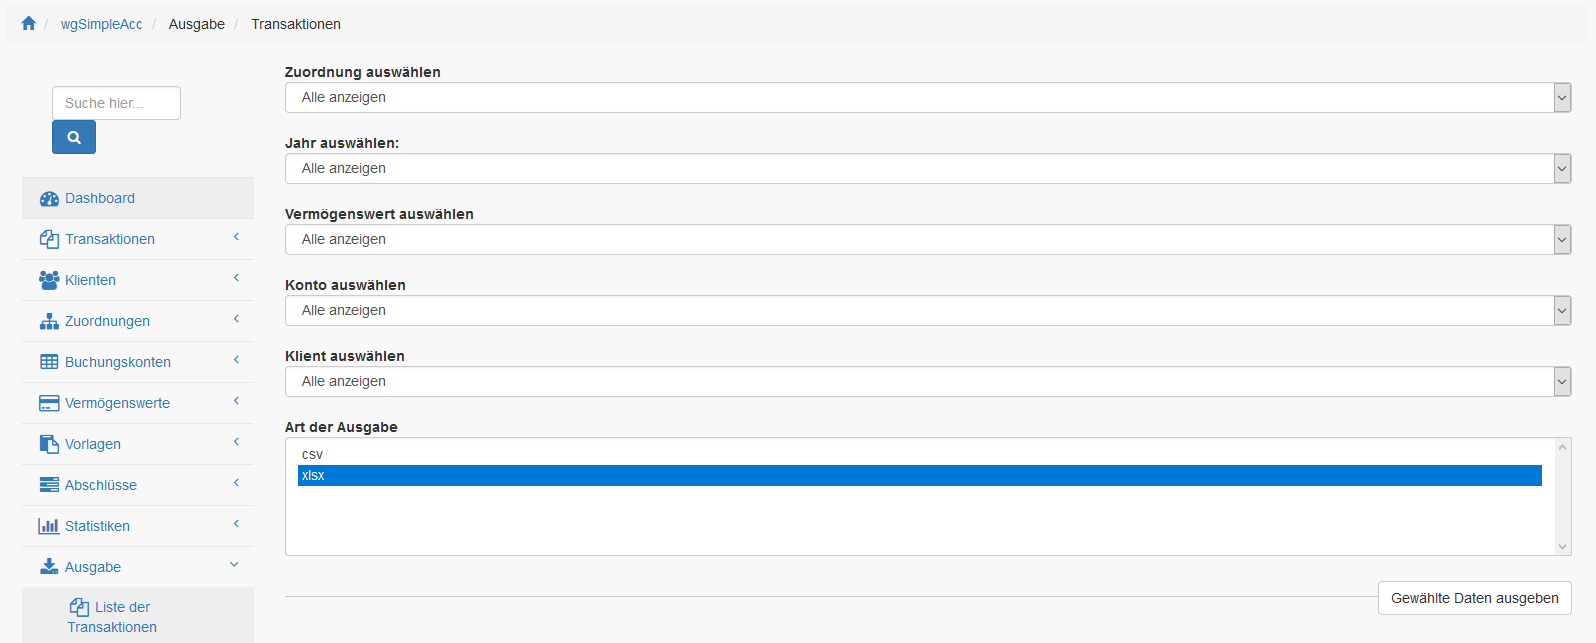 / wgSimpleAcc / Ausgabe / Transaktionen
Suche hier...
Dashboard
Transaktionen
Klienten
Zuordnungen
Buchungskonten
Vermögenswerte
Vorlagen
Abschlüsse
Statistiken
Ausgabe
Liste der
Transaktionen
Zuordnung auswählen
Alle anzeigen
Jahr auswählen:
Alle anzeigen
Vermögenswert auswählen
Alle anzeigen
Konto auswählen
Alle anzeigen
Klient auswählen
Alle anzeigen
Art der Ausgabe
csv
xlsx
Gewählte Daten ausgeben